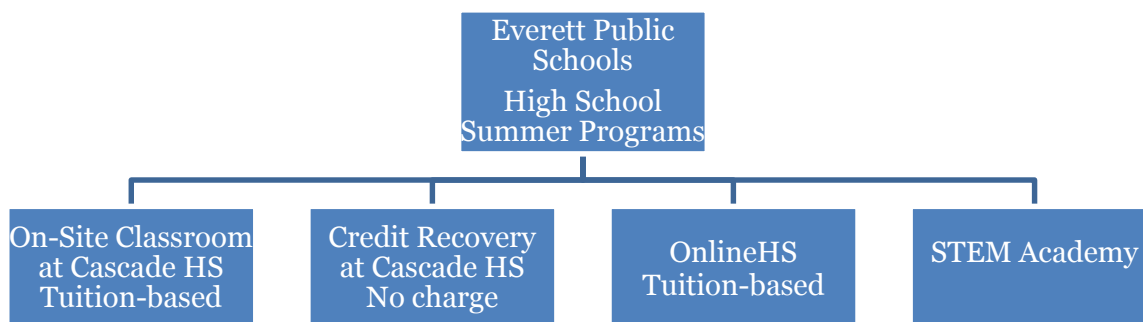 Everett Public
Schools
High School
Summer Programs
On-Site Classroom
at Cascade HS
Tuition-based
Credit Recovery
at Cascade HS
No charge
OnlineHS
Tuition-based
STEM Academy